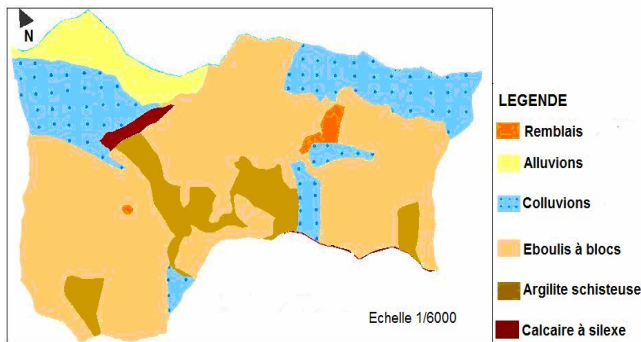 N
LEGENDE
Remblais
Alluvions
Colluvions
Eboulis à blocs
Argilite schisteuse
Calcaire à silexe
Echelle 1/6000